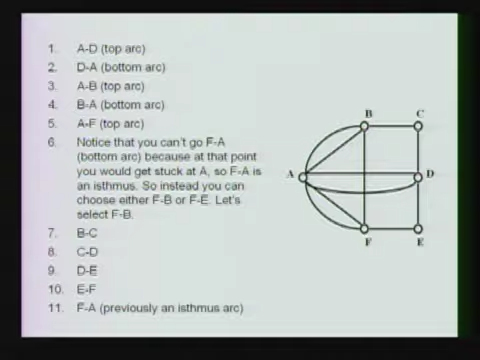 1. A-D (top arc)
2. D-A (bottom arc)
3. A-B (top arc)
4. B-A (bottom arc)
5. A-F (top arc)
6. Notice that you can't go F-A
(bottom arc) because at that point
you would get stuck at A, so F-A is
an isthmus. So instead you can
choose either F-B or F-E. Let's
select F-B.
7. B-C
8. C-D
9. D-E
10. E-F
11. F-A (previously an isthmus arc)
B C
A D
F E